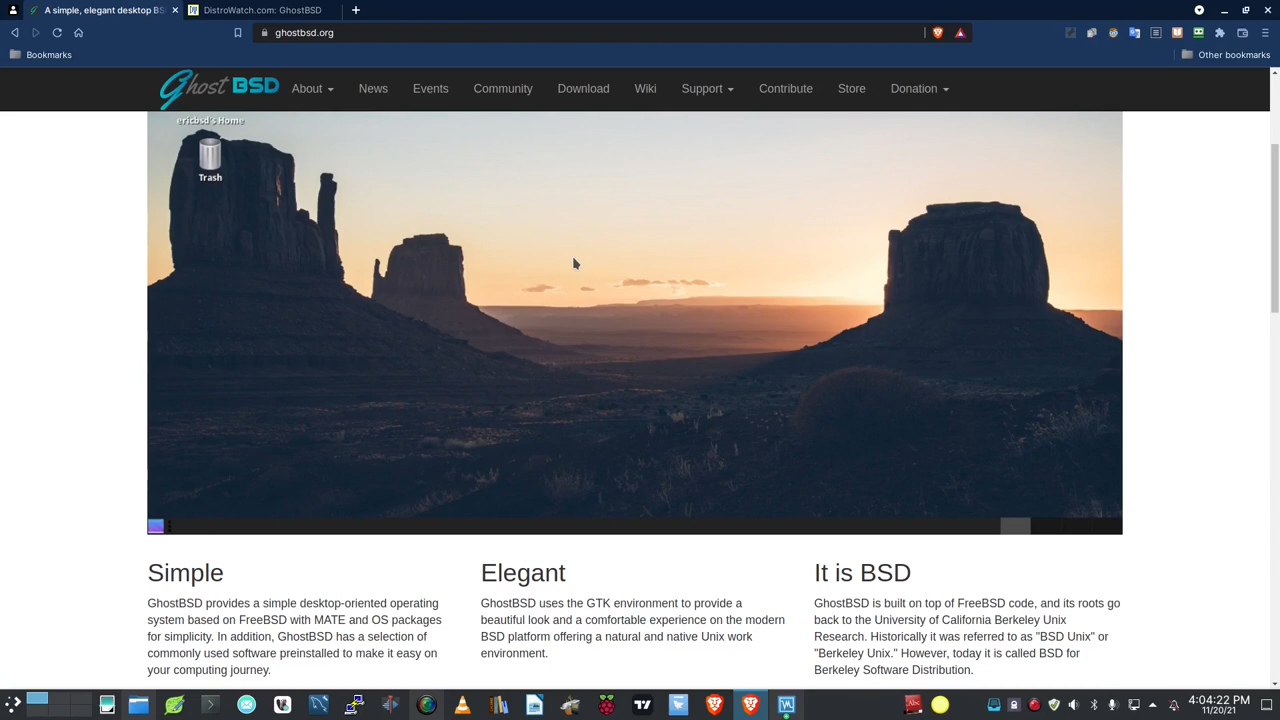 A simple, elegant desktop BS
DistroWatch.com: GhostBSD
ghostbsd.org
Bookmarks
Other bookmarks
Ghost BSD
About
News
Events
Community
Download
Wiki
Support
Contribute
Store
Donation
ericbsd's Home
Trash
Simple
GhostBSD provides a simple desktop-oriented operating
system based on FreeBSD with MATE and OS packages
for simplicity. In addition, GhostBSD has a selection of
commonly used software preinstalled to make it easy on
your computing journey.
Elegant
GhostBSD uses the GTK environment to provide a
beautiful look and a comfortable experience on the modern
BSD platform offering a natural and native Unix work
environment.
It is BSD
GhostBSD is built on top of FreeBSD code, and its roots go
back to the University of California Berkeley Unix
Research. Historically it was referred to as "BSD Unix" or
"Berkeley Unix." However, today it is called BSD for
Berkeley Software Distribution.
4:04:22 PM
11/20/21